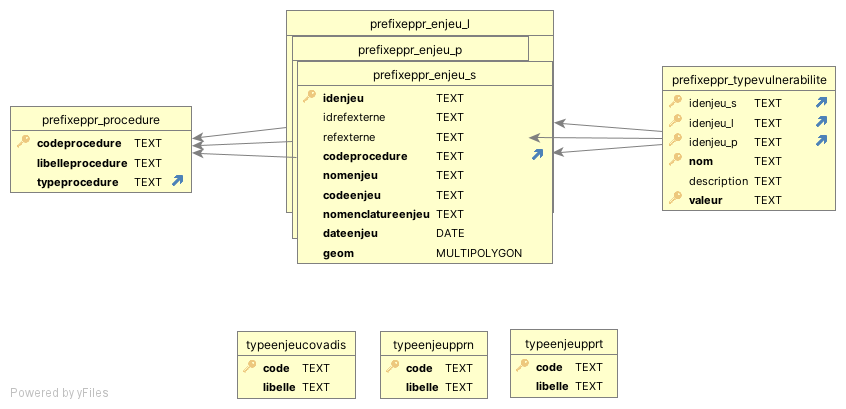 prefixeppr_enjeu_l
prefixeppr_enjeu_p
prefixeppr_enjeu_s
idenjeu TEXT
idrefexterne TEXT
refexterne TEXT
codeprocedure TEXT
nomenjeu TEXT
codeenjeu TEXT
nomenclatureenjeu TEXT
dateenjeu DATE
geom MULTIPOLYGON
prefixeppr_procedure
codeprocedure TEXT
libelleprocedure TEXT
typeprocedure TEXT
prefixeppr_typevulnerabilite
idenjeu_s TEXT
idenjeu_l TEXT
idenjeu_p TEXT
nom TEXT
description TEXT
valeur TEXT
typeenjeucovadis
code TEXT
libelle TEXT
typeenjeupprn
code TEXT
libelle TEXT
typeenjeupprt
code TEXT
libelle TEXT
Powered by yFiles